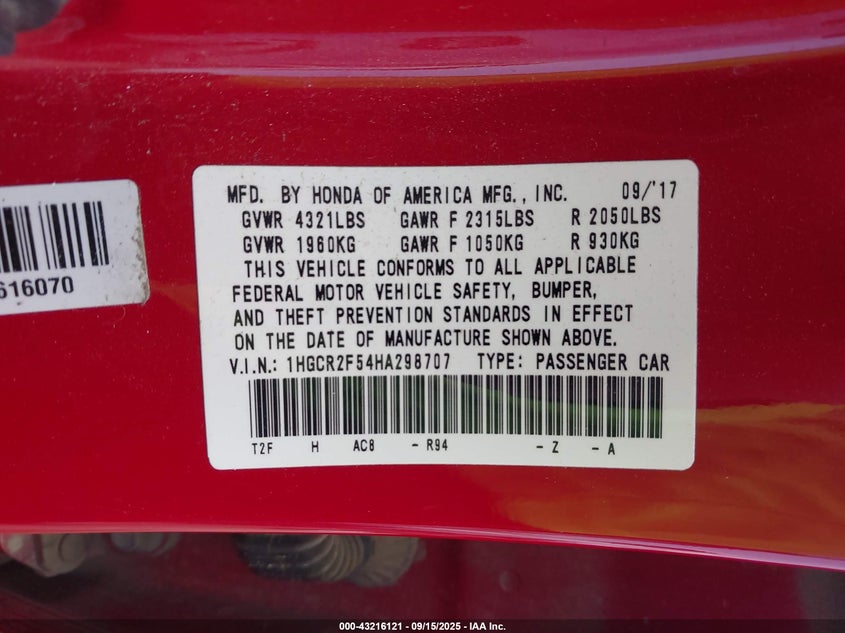 MFD. BY HONDA OF AMERICA MFG., INC. 09/'17
GVWR 4321LBS GAWR F 2315LBS R 2050LBS
GVWR 1960KG GAWR F 1050KG R 930KG
THIS VEHICLE CONFORMS TO ALL APPLICABLE
FEDERAL MOTOR VEHICLE SAFETY, BUMPER,
AND THEFT PREVENTION STANDARDS IN EFFECT
ON THE DATE OF MANUFACTURE SHOWN ABOVE.
V.I.N.: 1HGCR2F54HA298707 TYPE: PASSENGER CAR
T2F H AC8 - R94 - Z - A
616070
000-43216121 - 09/15/2025 - IAA Inc.